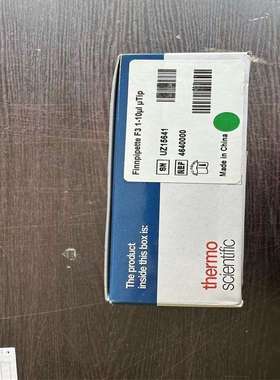 The product
inside this box is:
Finnpipette F3 1-10µl µTip
SN UZ15641
REF 4640000
Made in China
thermo
scientific